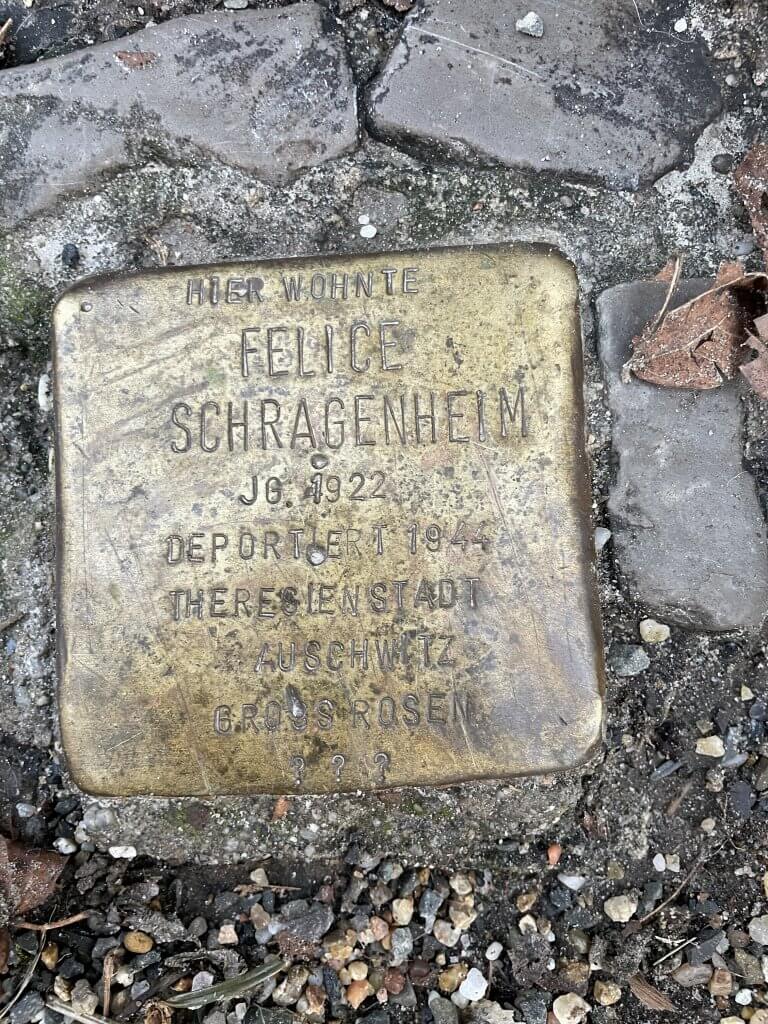 HIER WOHNTE
FELICE
SCHRAGENHEIM
JG. 1922
DEPORTIERT 1944
THERESIENSTADT
AUSCHWITZ
GROSS ROSEN
? ? ?